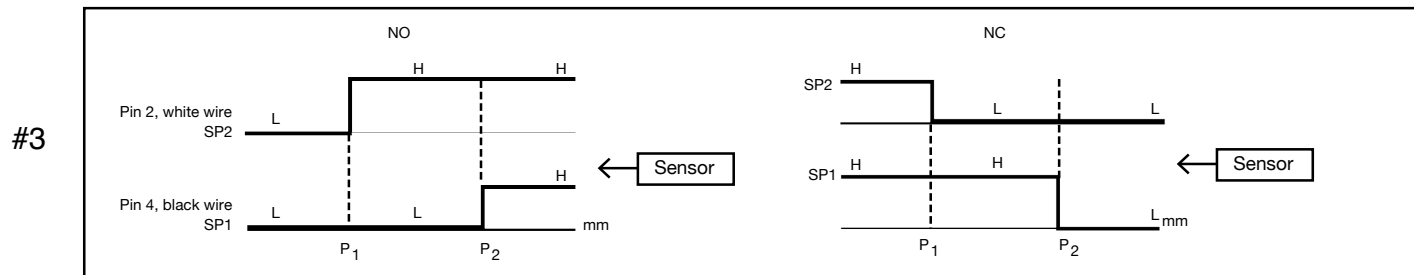 #3
NO
H H
Pin 2, white wire
L
SP2
Sensor
H
Pin 4, black wire
L L
SP1
mm
P1 P2
NC
H
SP2
L L
Sensor
H H
SP1
L mm
P1 P2